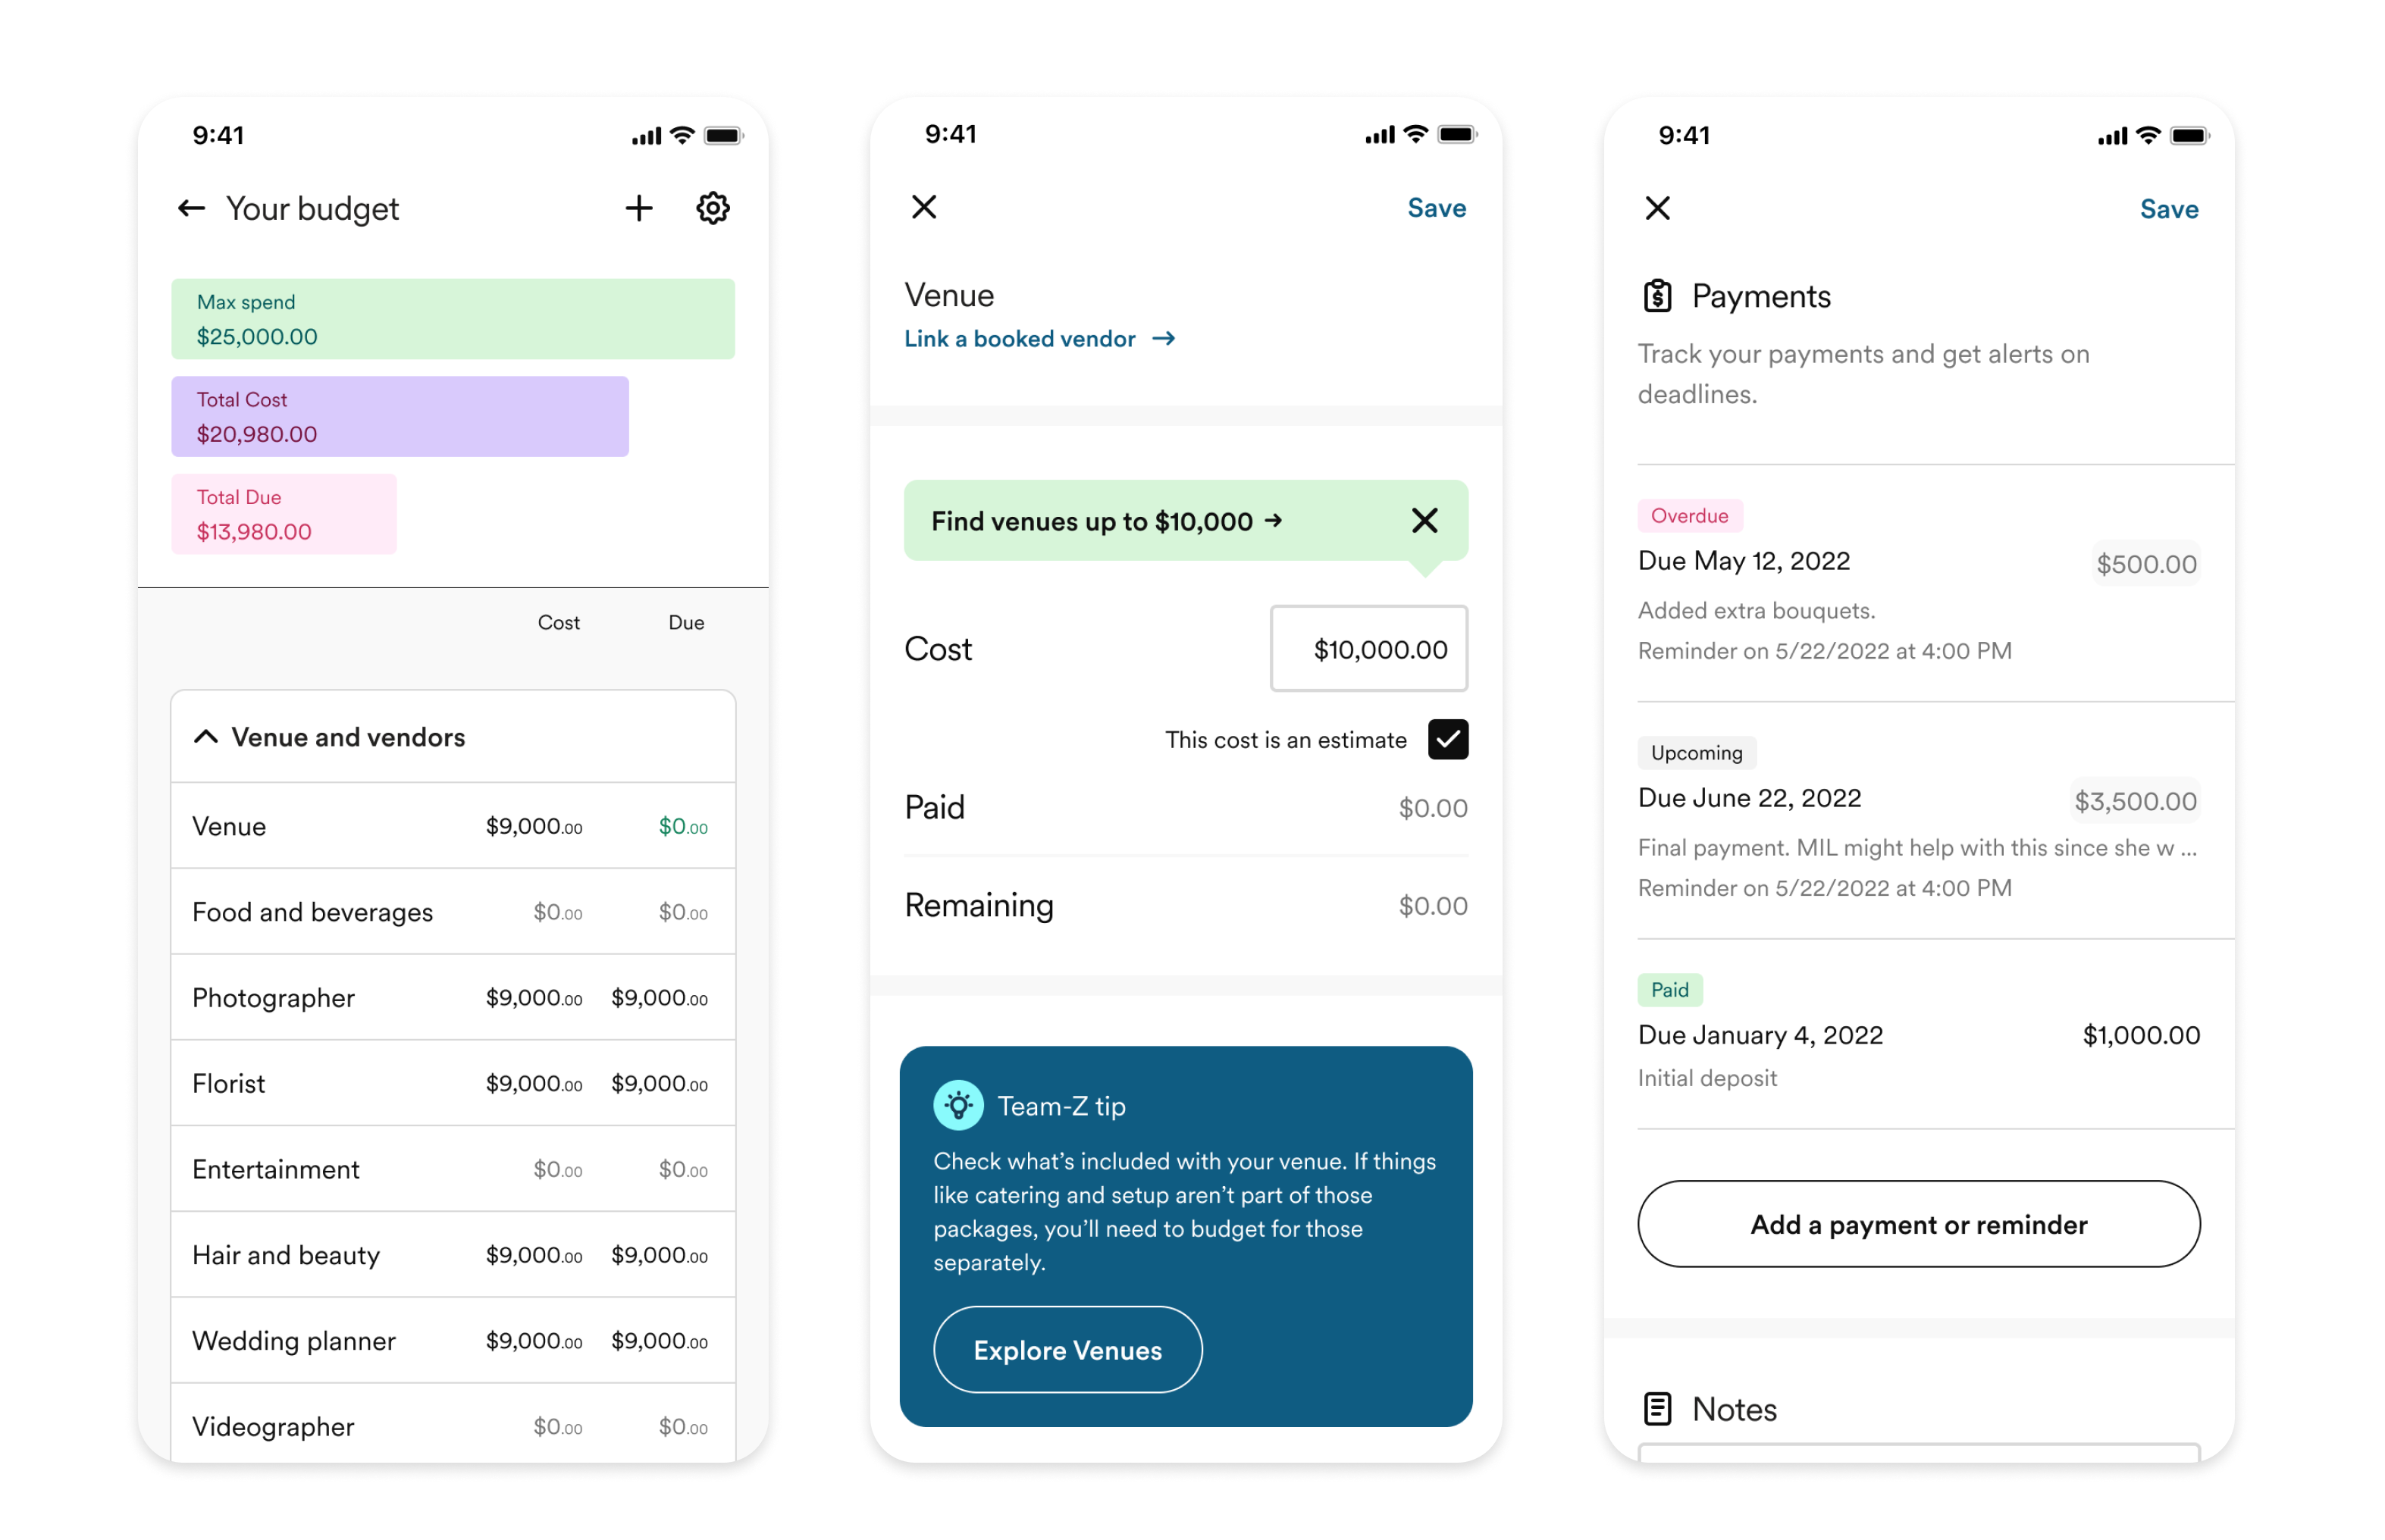 9:41
Your budget
Max spend
$25,000.00
Total Cost
$20,980.00
Total Due
$13,980.00
Cost Due
Venue and vendors
Venue $9,000.00 $0.00
Food and beverages $0.00 $0.00
Photographer $9,000.00 $9,000.00
Florist $9,000.00 $9,000.00
Entertainment $0.00 $0.00
Hair and beauty $9,000.00 $9,000.00
Wedding planner $9,000.00 $9,000.00
Videographer $0.00 $0.00
9:41
Save
Venue
Link a booked vendor →
Find venues up to $10,000 →
Cost $10,000.00
This cost is an estimate
Paid $0.00
Remaining $0.00
Team-Z tip
Check what’s included with your venue. If things
like catering and setup aren’t part of those
packages, you’ll need to budget for those
separately.
Explore Venues
9:41
Save
Payments
Track your payments and get alerts on
deadlines.
Overdue
Due May 12, 2022 $500.00
Added extra bouquets.
Reminder on 5/22/2022 at 4:00 PM
Upcoming
Due June 22, 2022 $3,500.00
Final payment. MIL might help with this since she w ...
Reminder on 5/22/2022 at 4:00 PM
Paid
Due January 4, 2022 $1,000.00
Initial deposit
Add a payment or reminder
Notes